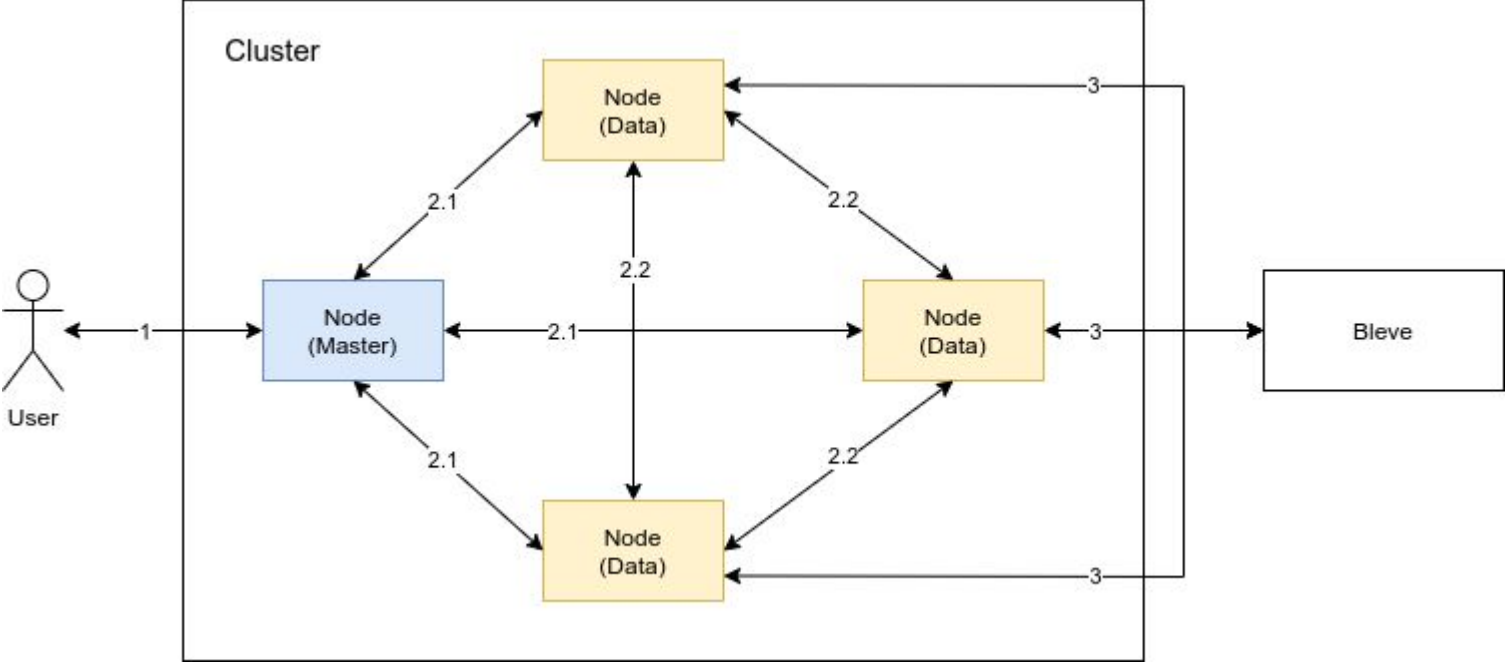 Cluster
Node
(Data)
3
2.1
2.2
2.2
Node
(Master)
1
2.1
Node
(Data)
3
Bleve
User
2.1
2.2
Node
(Data)
3